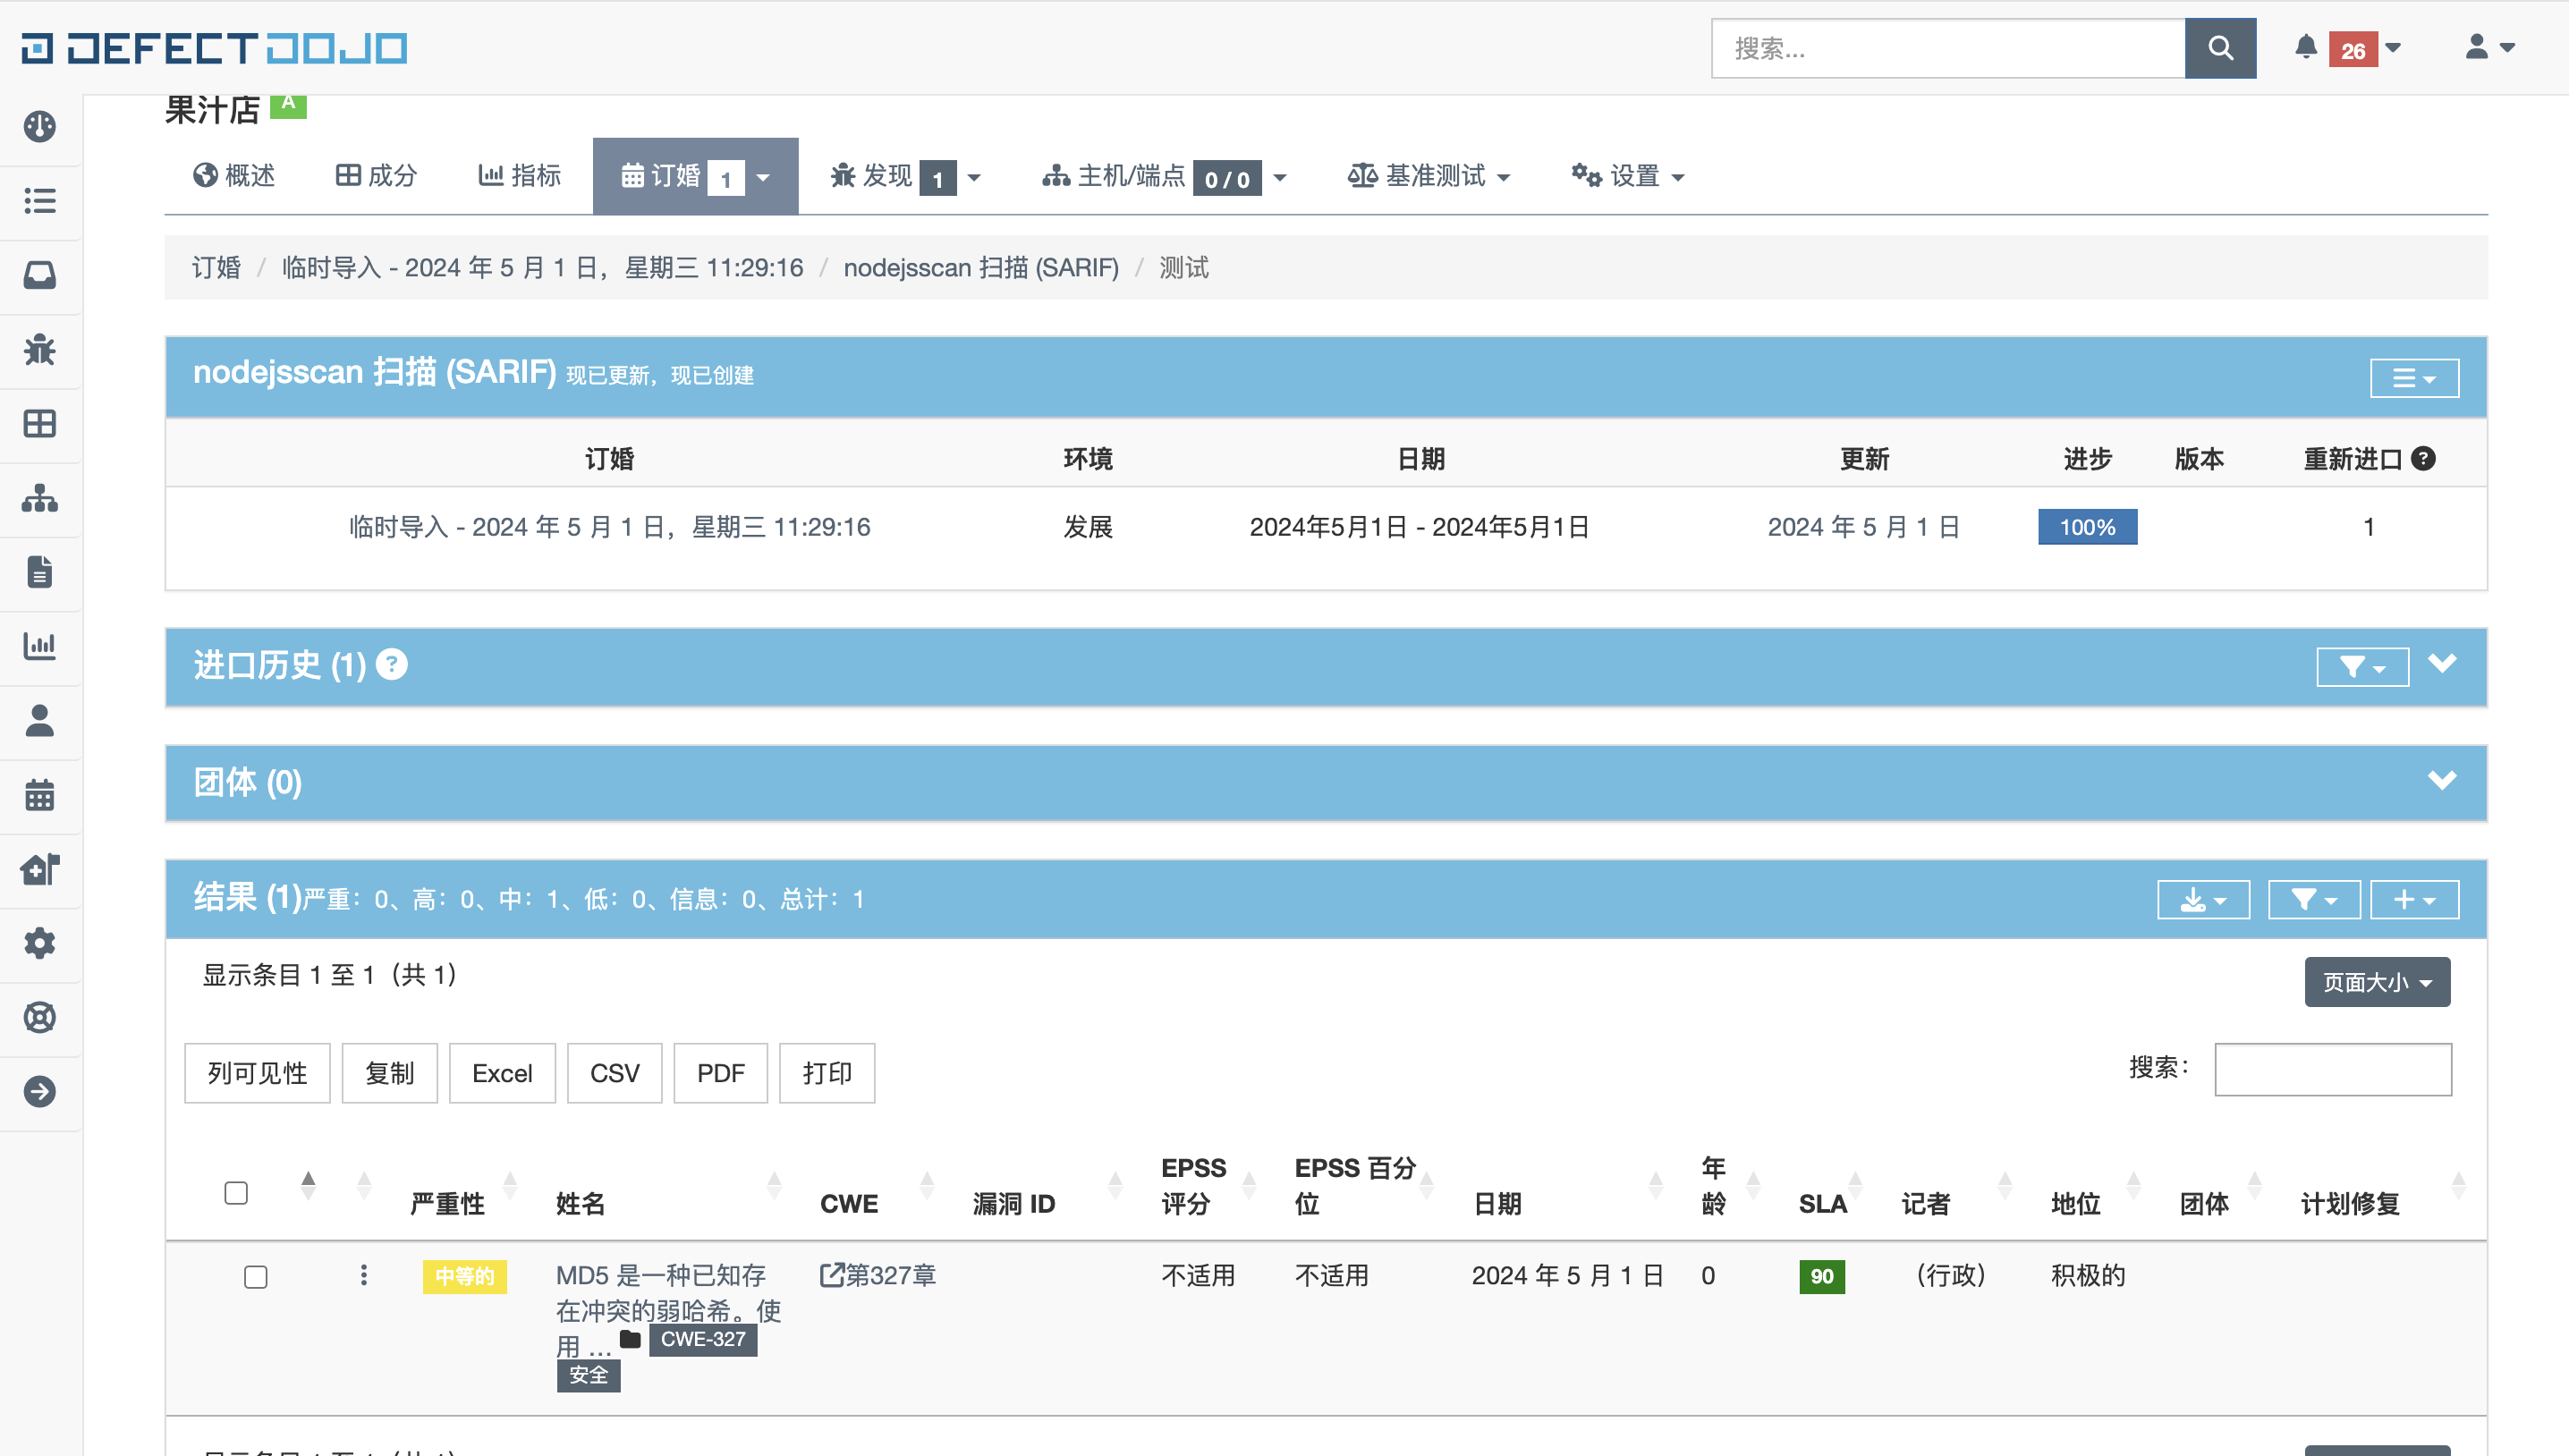 DEFECTDOJO
搜索...
26
果汁店 A
概述 成分 指标 订婚 1 发现 1 主机/端点 0 / 0 基准测试 设置
订婚 / 临时导入 - 2024 年 5 月 1 日，星期三 11:29:16 / nodejsscan 扫描 (SARIF) / 测试
nodejsscan 扫描 (SARIF) 现已更新，现已创建
订婚 环境 日期 更新 进步 版本 重新进口
临时导入 - 2024 年 5 月 1 日，星期三 11:29:16 发展 2024年5月1日 - 2024年5月1日 2024 年 5 月 1 日 100% 1
进口历史 (1)
团体 (0)
结果 (1)严重：0、高：0、中：1、低：0、信息：0、总计：1
显示条目 1 至 1（共 1）
页面大小
列可见性 复制 Excel CSV PDF 打印
搜索：
严重性 姓名 CWE 漏洞 ID EPSS 评分 EPSS 百分位 日期 年龄 SLA 记者 地位 团体 计划修复
中等的 MD5 是一种已知存 第327章 不适用 不适用 2024 年 5 月 1 日 0 90 （行政） 积极的
在冲突的弱哈希。使
用 ... CWE-327
安全